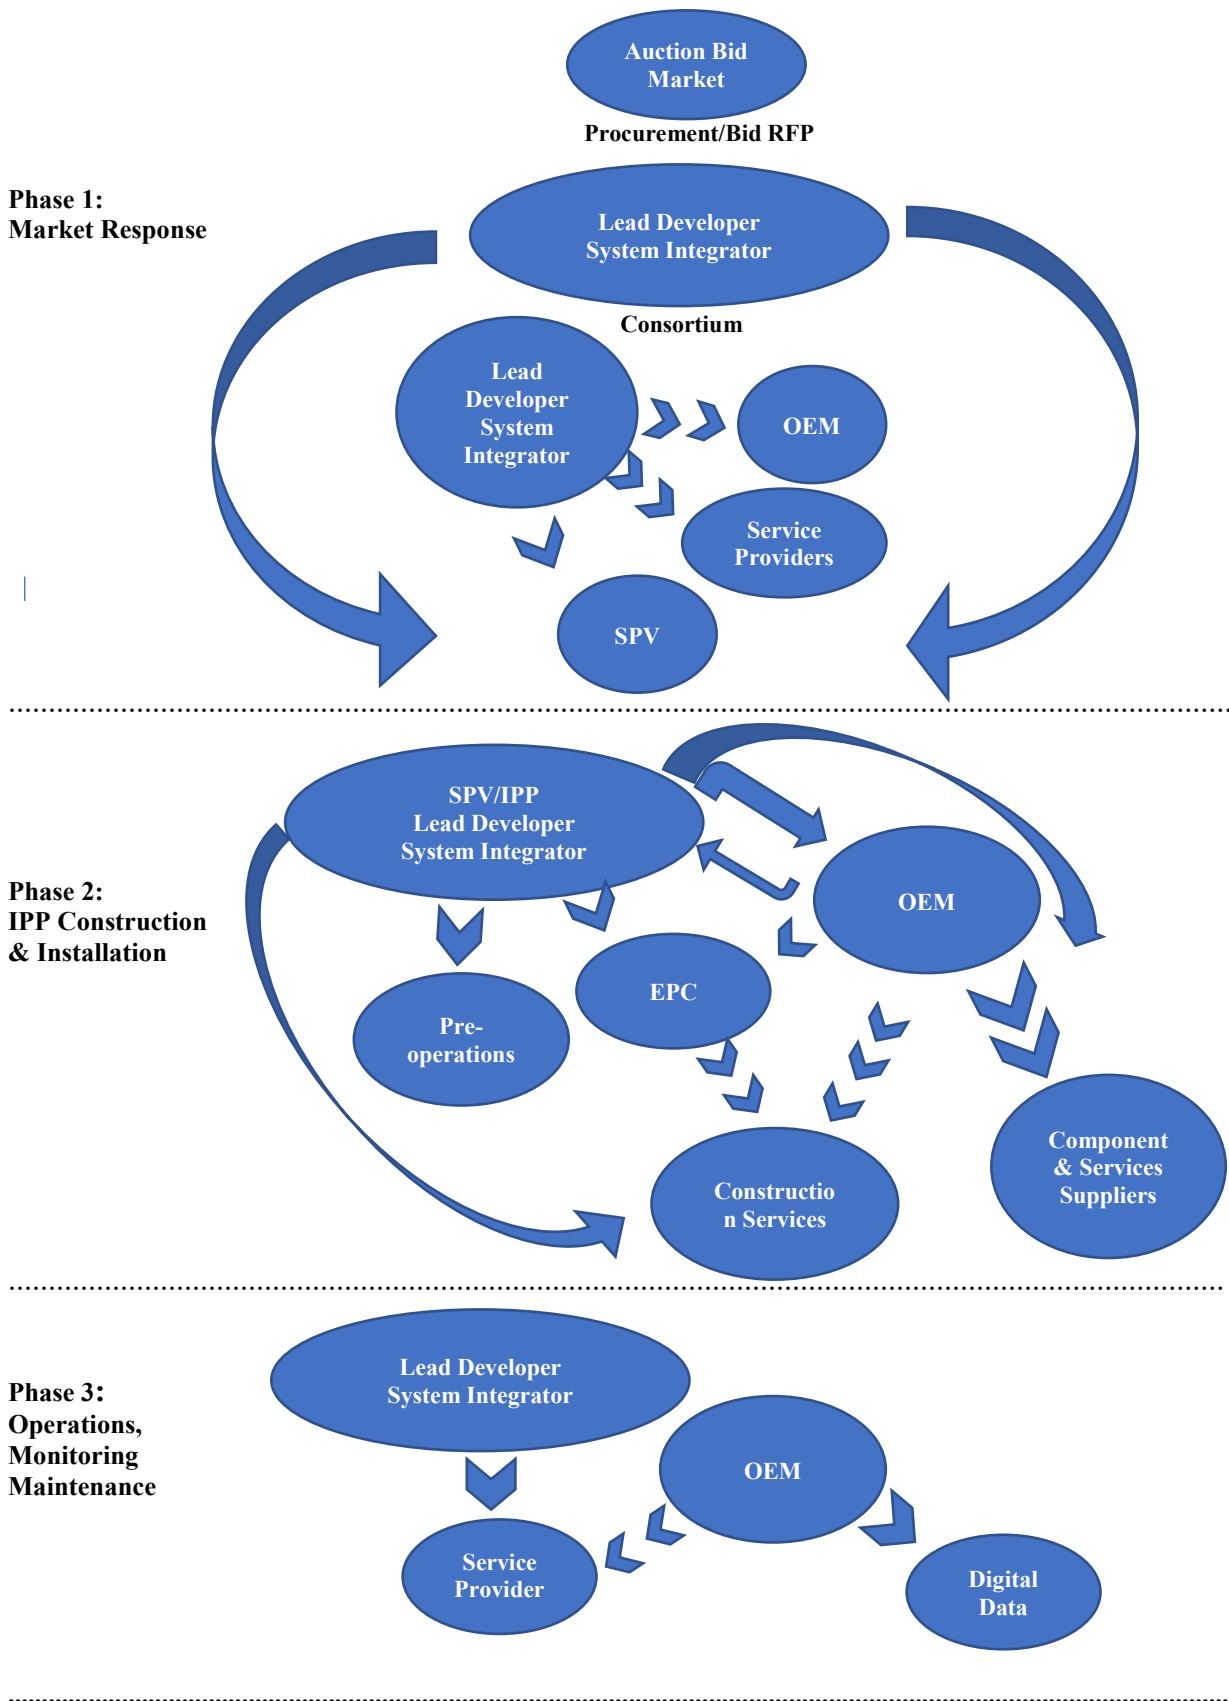 Auction Bid
Market
Procurement/Bid RFP
Phase 1:
Market Response
Lead Developer
System Integrator
Consortium
Lead
Developer
System
Integrator
OEM
Service
Providers
SPV
SPV/IPP
Lead Developer
System Integrator
Phase 2:
IPP Construction
& Installation
OEM
EPC
Pre-
operations
Component
& Services
Suppliers
Constructio
n Services
Phase 3:
Operations,
Monitoring
Maintenance
Lead Developer
System Integrator
OEM
Service
Provider
Digital
Data